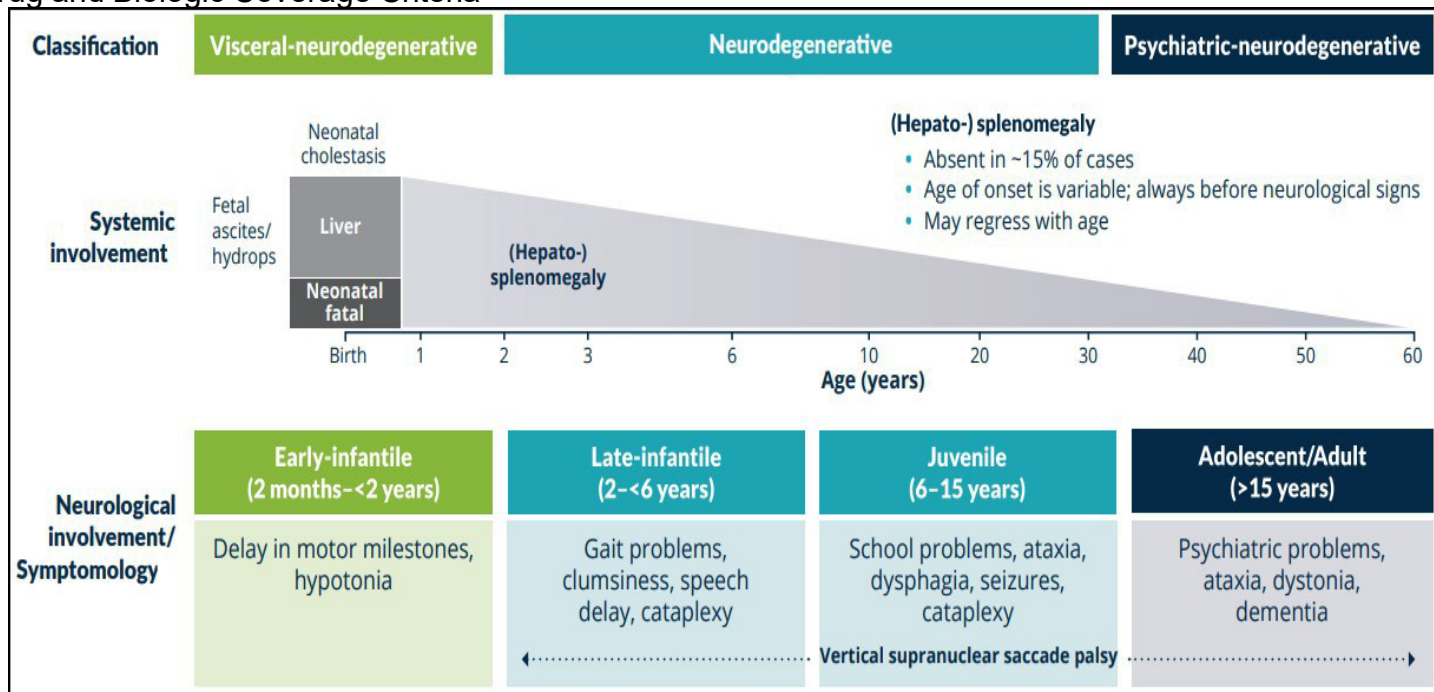 Drug and Biologic Coverage Criteria
Classification
Visceral-neurodegenerative
Neurodegenerative
Psychiatric-neurodegenerative
Systemic
involvement
Fetal
ascites/
hydrops
Neonatal
cholestasis
Liver
Neonatal
fatal
(Hepato-)
splenomegaly
(Hepato-) splenomegaly
• Absent in ~15% of cases
• Age of onset is variable; always before neurological signs
• May regress with age
Birth 1 2 3 6 10 20 30 40 50 60
Age (years)
Neurological
involvement/
Symptomology
Early-infantile
(2 months–<2 years)
Delay in motor milestones,
hypotonia
Late-infantile
(2–<6 years)
Gait problems,
clumsiness, speech
delay, cataplexy
Juvenile
(6–15 years)
School problems, ataxia,
dysphagia, seizures,
cataplexy
Adolescent/Adult
(>15 years)
Psychiatric problems,
ataxia, dystonia,
dementia
Vertical supranuclear saccade palsy